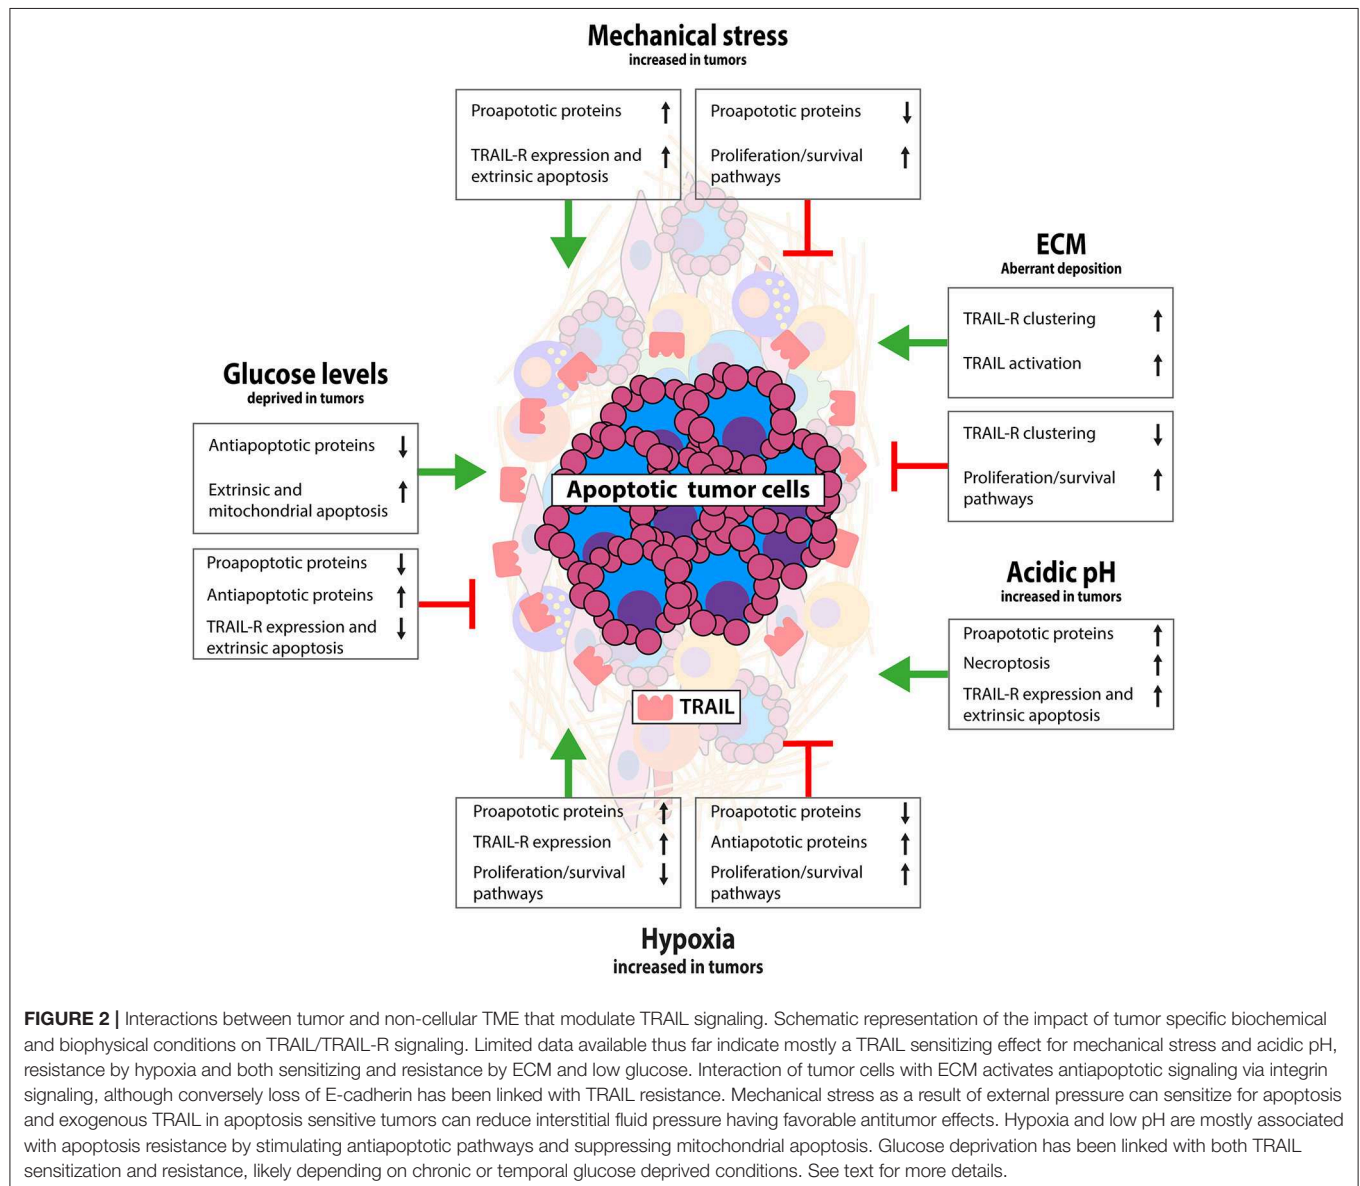 Mechanical stress
increased in tumors
Proapototic proteins
TRAIL-R expression and
extrinsic apoptosis
Proapototic proteins
Proliferation/survival
pathways
ECM
Aberrant deposition
TRAIL-R clustering
TRAIL activation
TRAIL-R clustering
Proliferation/survival
pathways
Glucose levels
deprived in tumors
Antiapoptotic proteins
Extrinsic and
mitochondrial apoptosis
Proapoptotic proteins
Antiapoptotic proteins
TRAIL-R expression and
extrinsic apoptosis
Apoptotic tumor cells
Acidic pH
increased in tumors
Proapototic proteins
Necroptosis
TRAIL-R expression and
extrinsic apoptosis
TRAIL
Proapototic proteins
TRAIL-R expression
Proliferation/survival
pathways
Proapototic proteins
Antiapototic proteins
Proliferation/survival
pathways
Hypoxia
increased in tumors
FIGURE 2 | Interactions between tumor and non-cellular TME that modulate TRAIL signaling. Schematic representation of the impact of tumor specific biochemical
and biophysical conditions on TRAIL/TRAIL-R signaling. Limited data available thus far indicate mostly a TRAIL sensitizing effect for mechanical stress and acidic pH,
resistance by hypoxia and both sensitizing and resistance by ECM and low glucose. Interaction of tumor cells with ECM activates antiapoptotic signaling via integrin
signaling, although conversely loss of E-cadherin has been linked with TRAIL resistance. Mechanical stress as a result of external pressure can sensitize for apoptosis
and exogenous TRAIL in apoptosis sensitive tumors can reduce interstitial fluid pressure having favorable antitumor effects. Hypoxia and low pH are mostly associated
with apoptosis resistance by stimulating antiapoptotic pathways and suppressing mitochondrial apoptosis. Glucose deprivation has been linked with both TRAIL
sensitization and resistance, likely depending on chronic or temporal glucose deprived conditions. See text for more details.